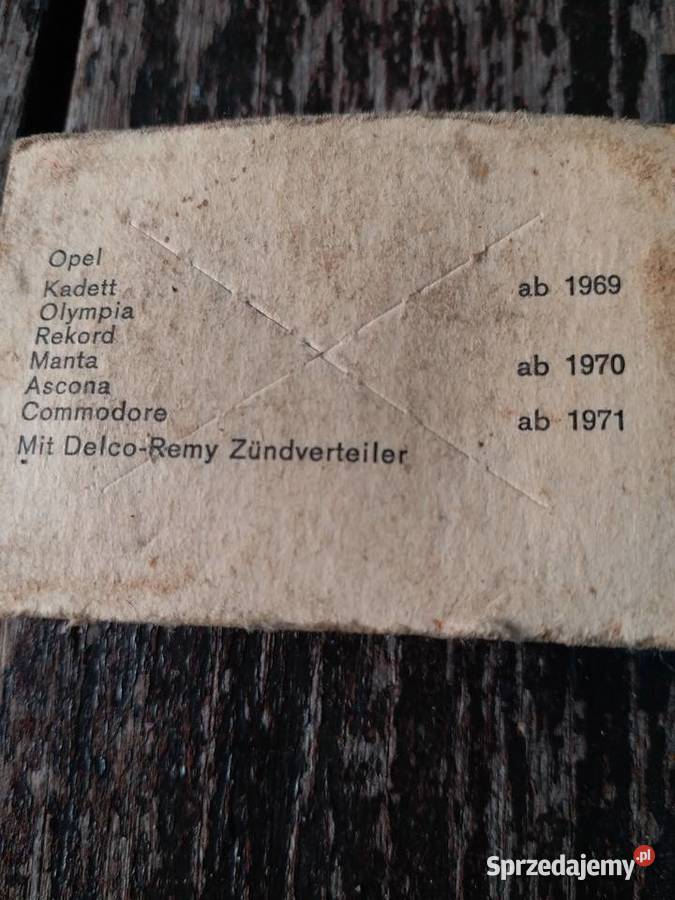 Opel
Kadett ab 1969
Olympia
Rekord
Manta ab 1970
Ascona
Commodore ab 1971
Mit Delco-Remy Zündverteiler
Sprzedajemy.pl